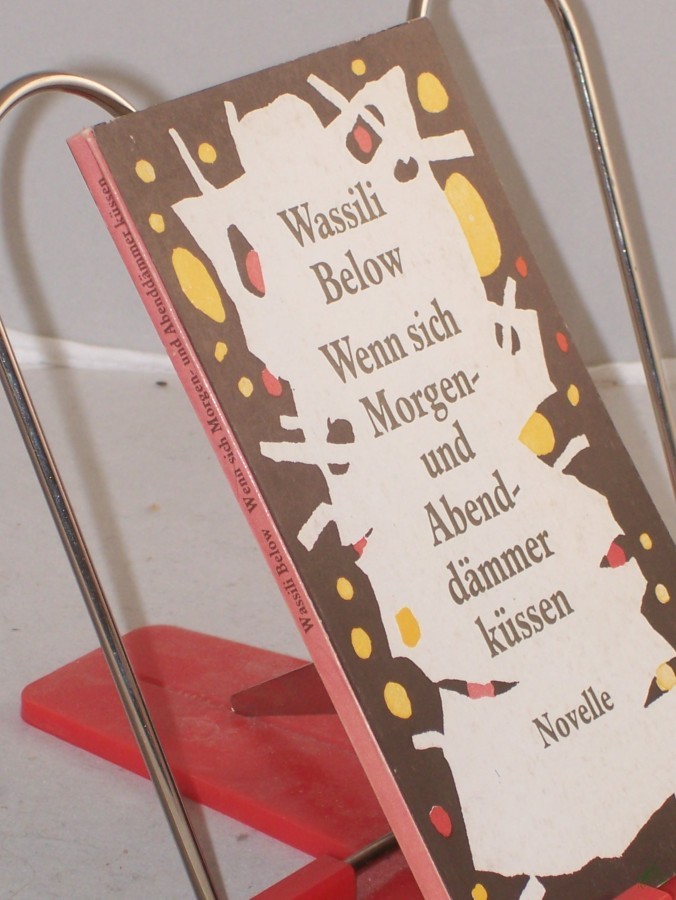 Wassili
Below
Wenn sich
Morgen-
und
Abend-
dämmer
küssen
Novelle
Wassili Below Wenn sich Morgen- und Abenddämmer küssen